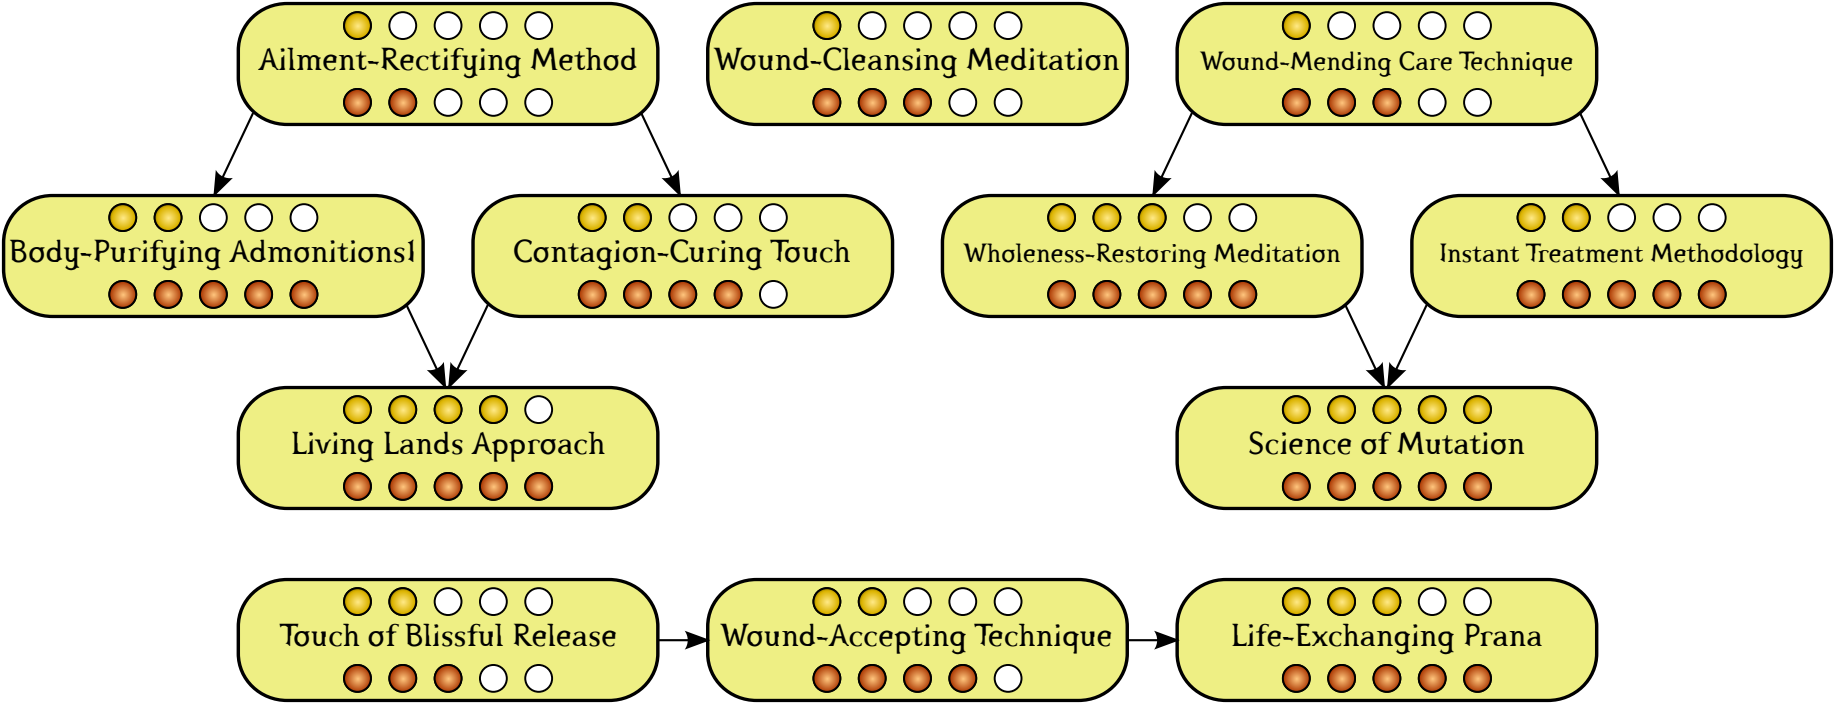 Ailment-Rectifying Method
Wound-Cleansing Meditation
Wound-Mending Care Technique
Body-Purifying Admonitions1
Contagion-Curing Touch
Wholeness-Restoring Meditation
Instant Treatment Methodology
Living Lands Approach
Science of Mutation
Touch of Blissful Release
Wound-Accepting Technique
Life-Exchanging Prana